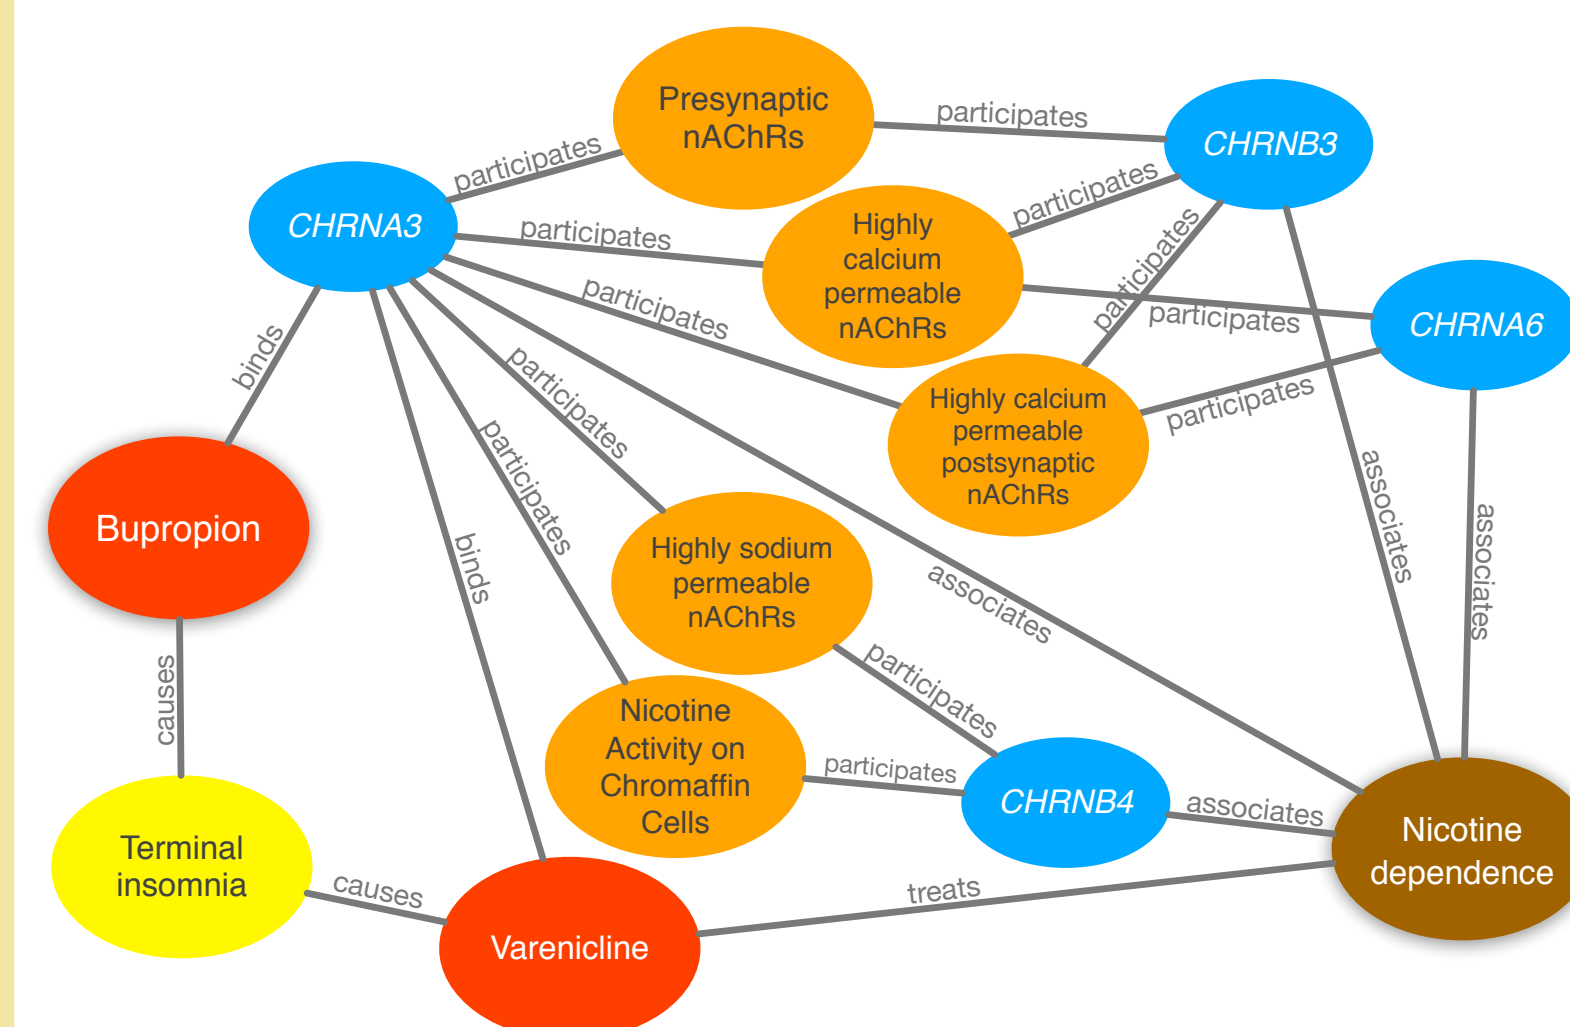 Presynaptic
nAChRs
participates
CHRNB3
participates
participates
CHRNA3
participates
Highly
calcium
permeable
nAChRs
participates
participates
participates
CHRNA6
binds
participates
Highly calcium
permeable
postsynaptic
nAChRs
participates
participates
associates
Bupropion
binds
Highly sodium
permeable
nAChRs
associates
associates
causes
participates
Nicotine
Activity on
Chromaffin
Cells
participates
CHRNB4
associates
Nicotine
dependence
Terminal
insomnia
causes
treats
Varenicline